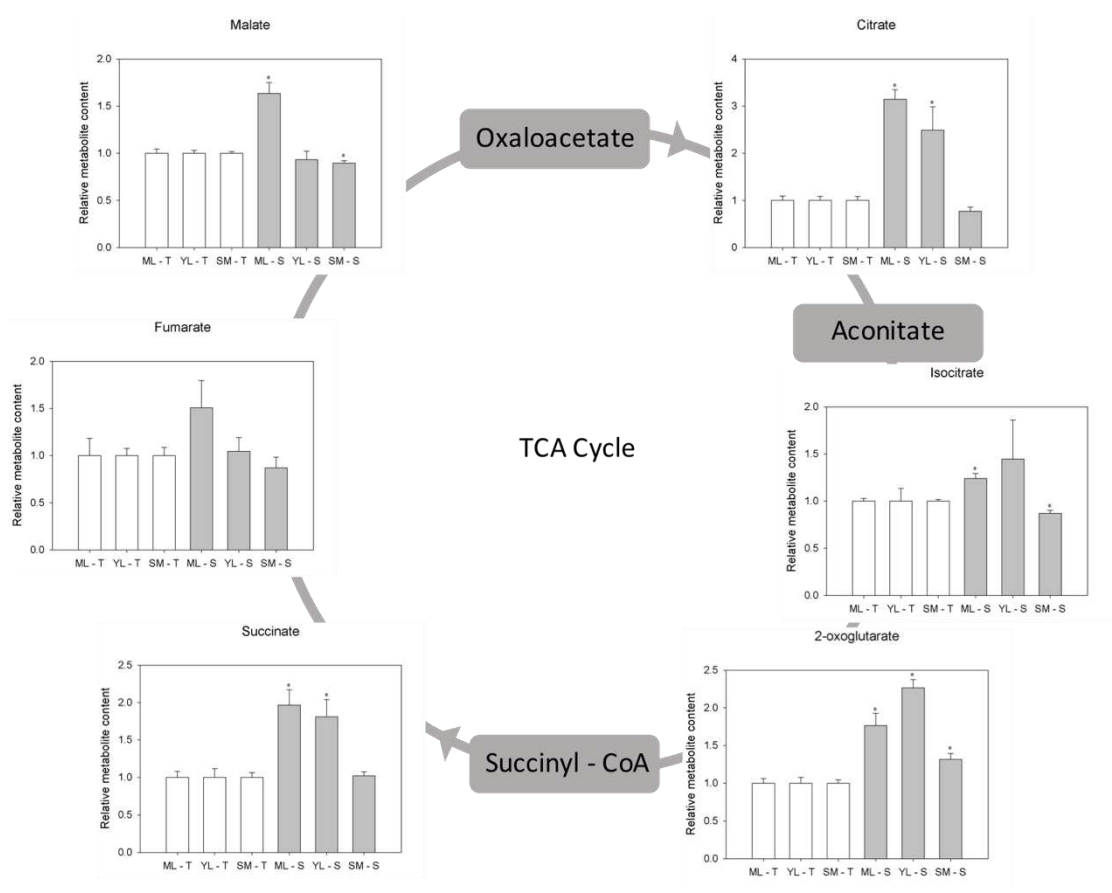 Malate
Relative metabolite content
2.0
1.5
1.0
0.5
0.0
ML - T YL - T SM - T ML - S YL - S SM - S
*
*
Oxaloacetate
Citrate
Relative metabolite content
4
3
2
1
0
ML - T YL - T SM - T ML - S YL - S SM - S
*
*
Aconitate
Fumarate
Relative metabolite content
2.0
1.5
1.0
0.5
0.0
ML - T YL - T SM - T ML - S YL - S SM - S
TCA Cycle
Isocitrate
Relative metabolite content
2.0
1.5
1.0
0.5
0.0
ML - T YL - T SM - T ML - S YL - S SM - S
*
*
Succinate
Relative metabolite content
2.5
2.0
1.5
1.0
0.5
0.0
ML - T YL - T SM - T ML - S YL - S SM - S
*
*
Succinyl - CoA
2-oxoglutarate
Relative metabolite content
2.5
2.0
1.5
1.0
0.5
0.0
ML - T YL - T SM - T ML - S YL - S SM - S
*
*
*